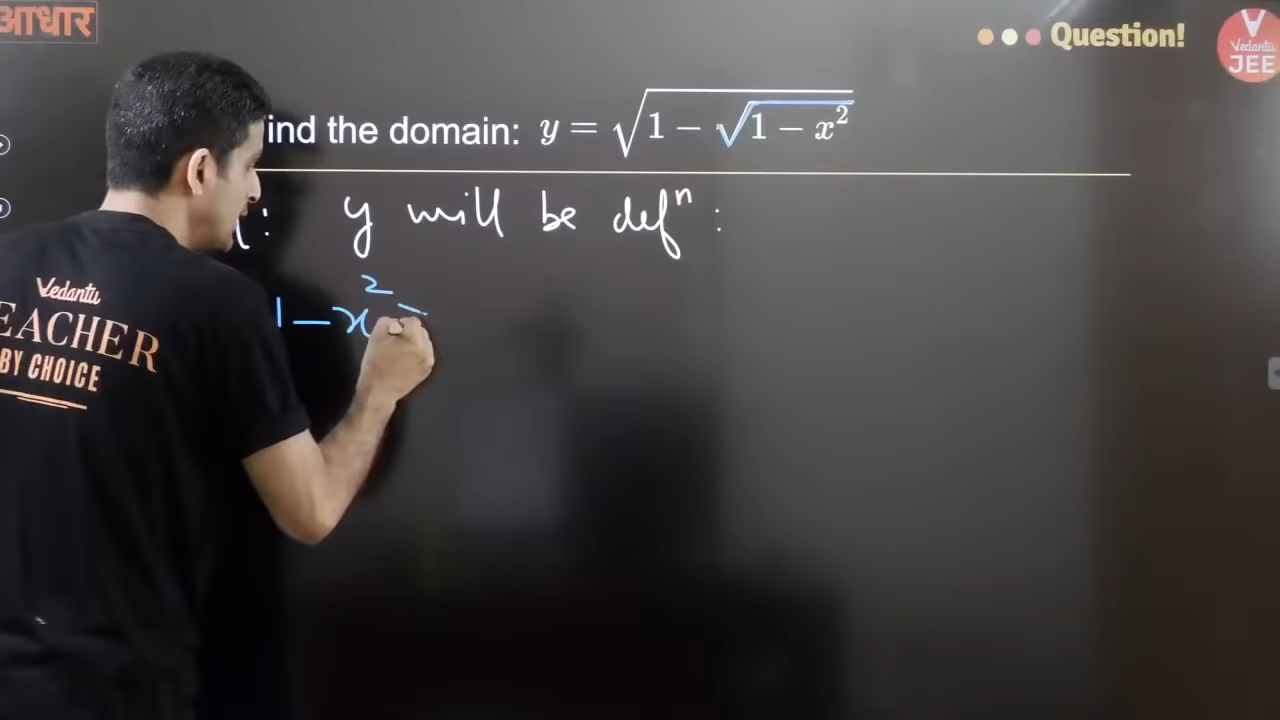 आधार
Question!
Vedantu
JEE
ind the domain: y = √(1 − √(1 − x²))
: y will be defⁿ :
1 − x²
Vedantu
EACHER
BY CHOICE